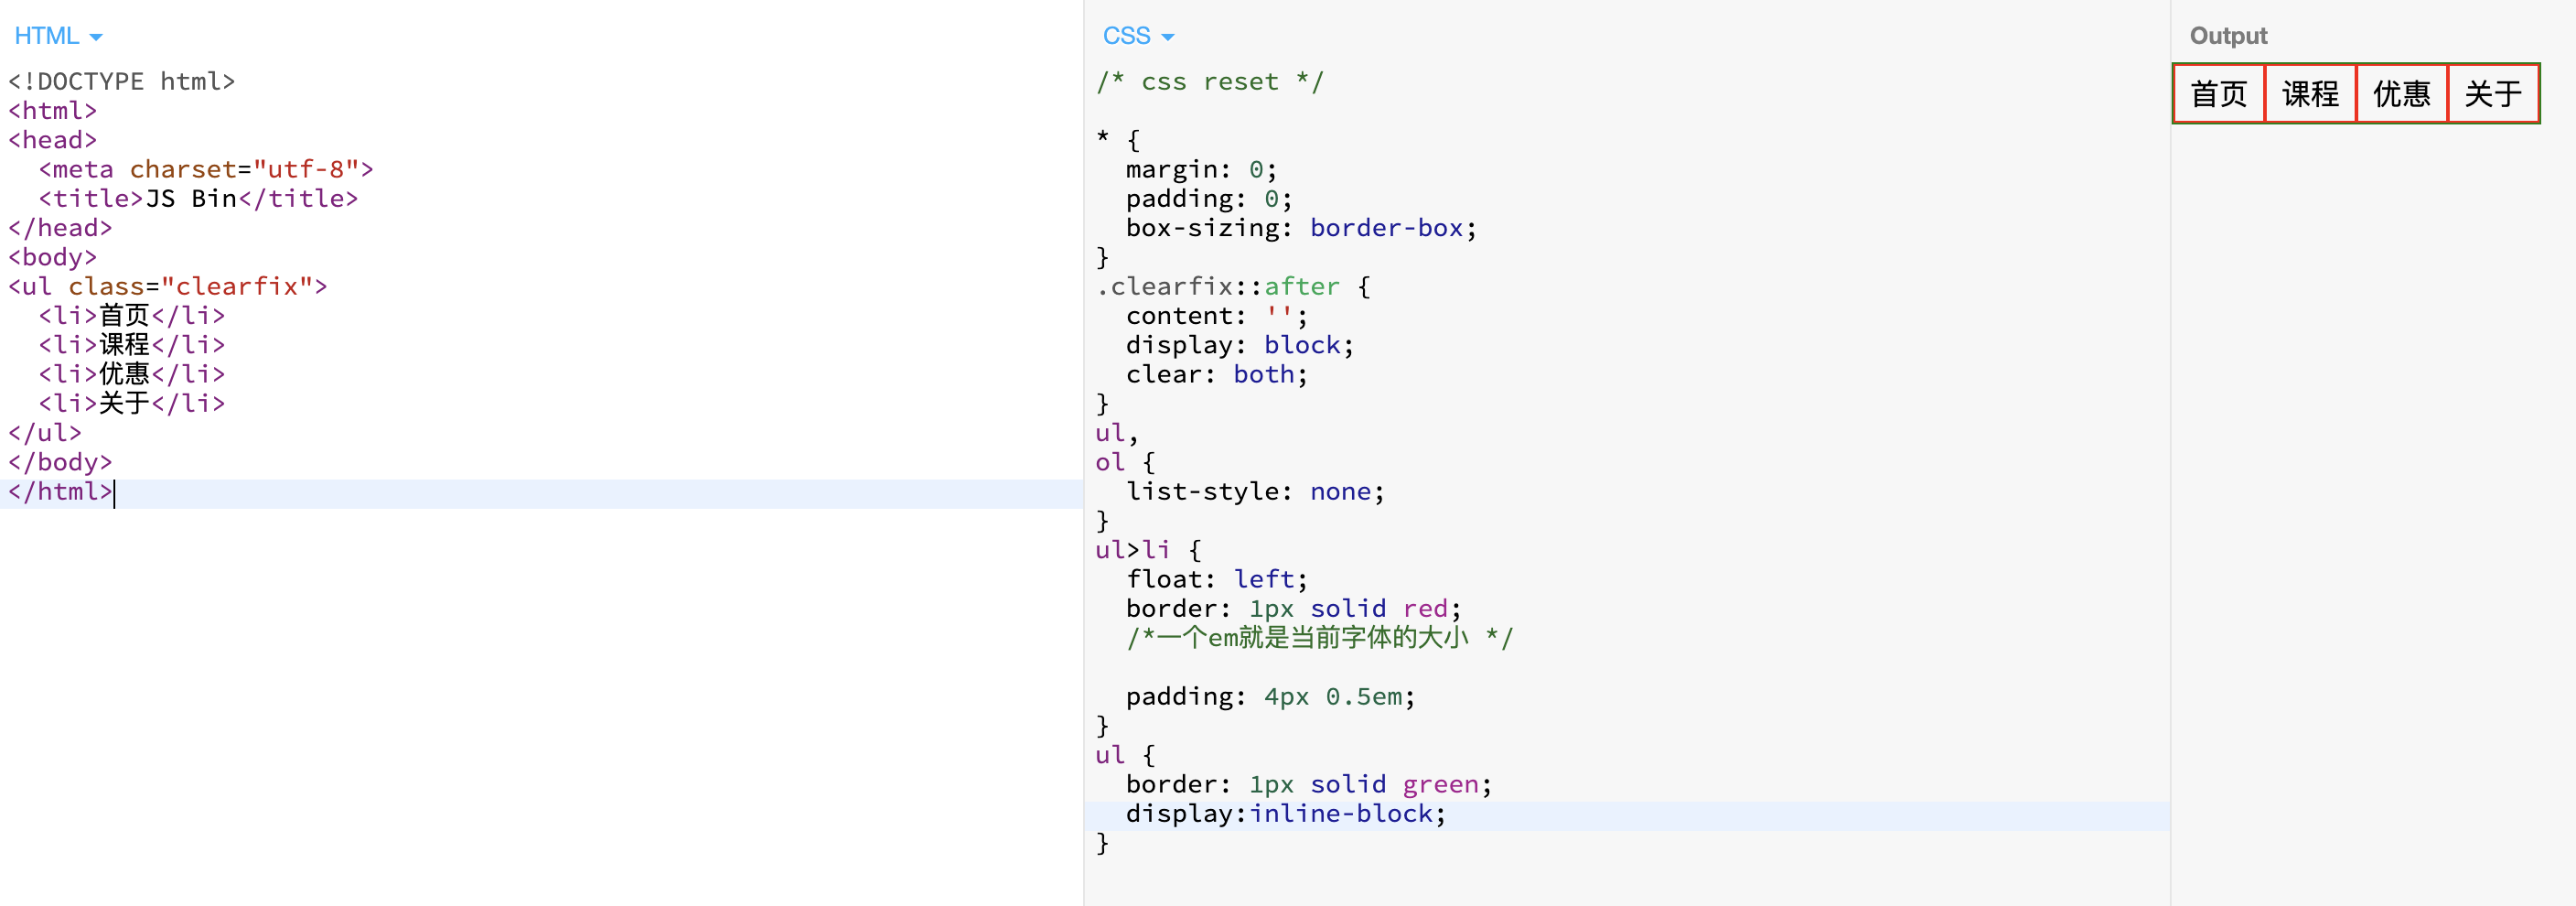 HTML
<!DOCTYPE html>
<html>
<head>
  <meta charset="utf-8">
  <title>JS Bin</title>
</head>
<body>
<ul class="clearfix">
  <li>首页</li>
  <li>课程</li>
  <li>优惠</li>
  <li>关于</li>
</ul>
</body>
</html>
CSS
/* css reset */
* {
  margin: 0;
  padding: 0;
  box-sizing: border-box;
}
.clearfix::after {
  content: '';
  display: block;
  clear: both;
}
ul,
ol {
  list-style: none;
}
ul>li {
  float: left;
  border: 1px solid red;
  /*一个em就是当前字体的大小 */
  padding: 4px 0.5em;
}
ul {
  border: 1px solid green;
  display:inline-block;
}
Output
首页 课程 优惠 关于